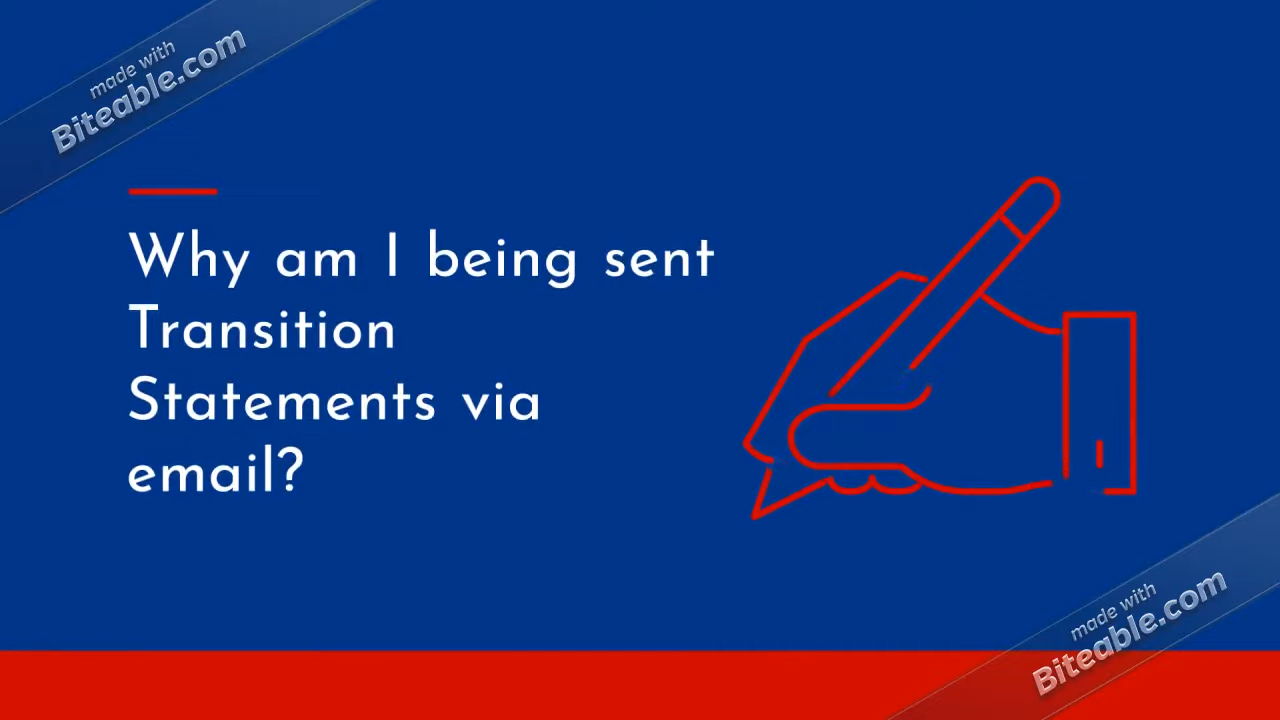 made with
Biteable.com
Why am I being sent
Transition
Statements via
email?
made with
Biteable.com